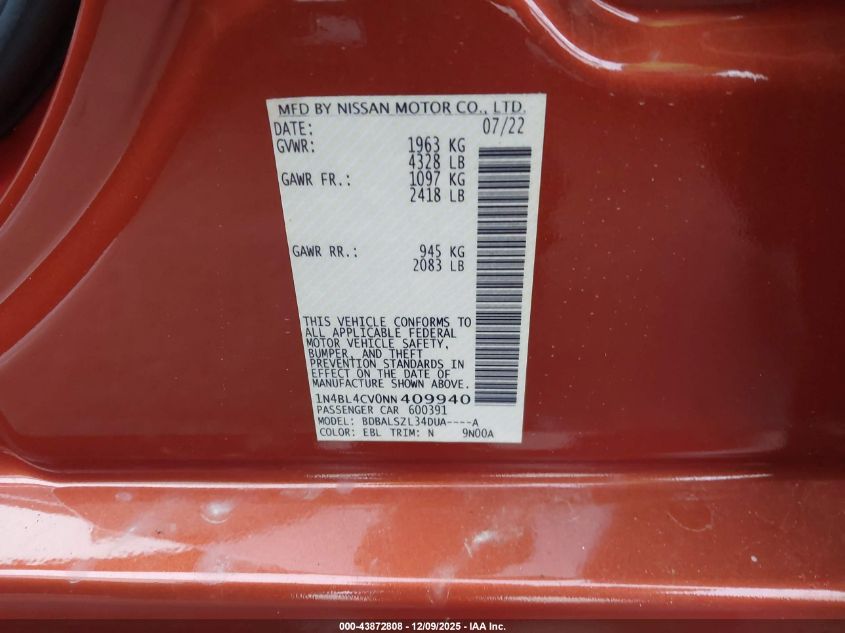 MFD BY NISSAN MOTOR CO., LTD.
DATE: 07/22
GVWR: 1963 KG
4328 LB
GAWR FR.: 1097 KG
2418 LB
GAWR RR.: 945 KG
2083 LB
THIS VEHICLE CONFORMS TO
ALL APPLICABLE FEDERAL
MOTOR VEHICLE SAFETY,
BUMPER, AND THEFT
PREVENTION STANDARDS IN
EFFECT ON THE DATE OF
MANUFACTURE SHOWN ABOVE.
1N4BL4CV0NN409940
PASSENGER CAR 600391
MODEL: BDBALSZL34DUA----A
COLOR: EBL TRIM: N 9N00A
000-43872808 - 12/09/2025 - IAA Inc.